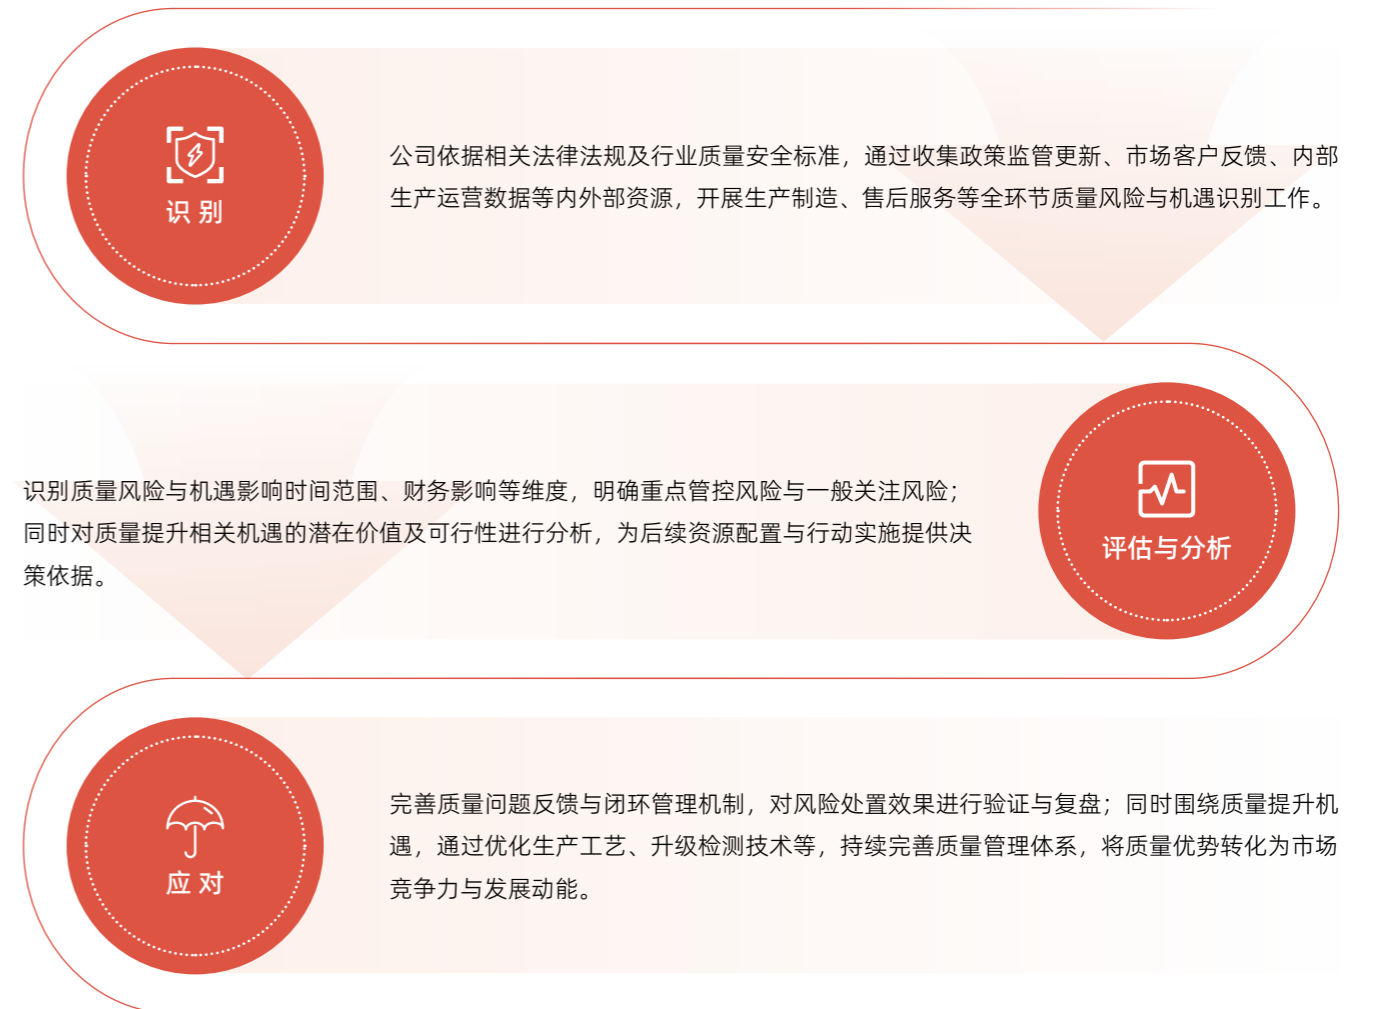 识别
公司依据相关法律法规及行业质量安全标准，通过收集政策监管更新、市场客户反馈、内部
生产运营数据等内外部资源，开展生产制造、售后服务等全环节质量风险与机遇识别工作。
识别质量风险与机遇影响时间范围、财务影响等维度，明确重点管控风险与一般关注风险；
同时对质量提升相关机遇的潜在价值及可行性进行分析，为后续资源配置与行动实施提供决
策依据。
评估与分析
应对
完善质量问题反馈与闭环管理机制，对风险处置效果进行验证与复盘；同时围绕质量提升机
遇，通过优化生产工艺、升级检测技术等，持续完善质量管理体系，将质量优势转化为市场
竞争力与发展动能。